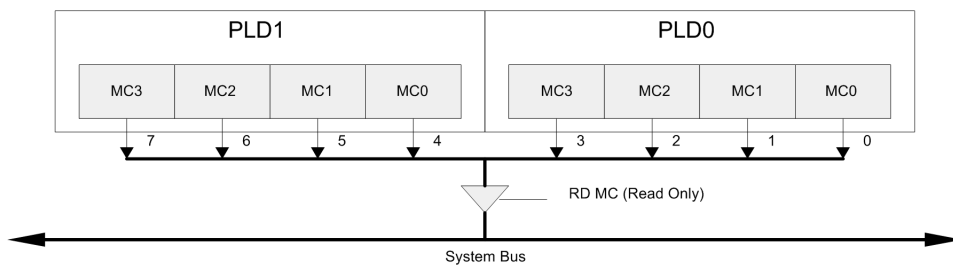 PLD1 PLD0
MC3 MC2 MC1 MC0 MC3 MC2 MC1 MC0
7 6 5 4 3 2 1 0
RD MC (Read Only)
System Bus